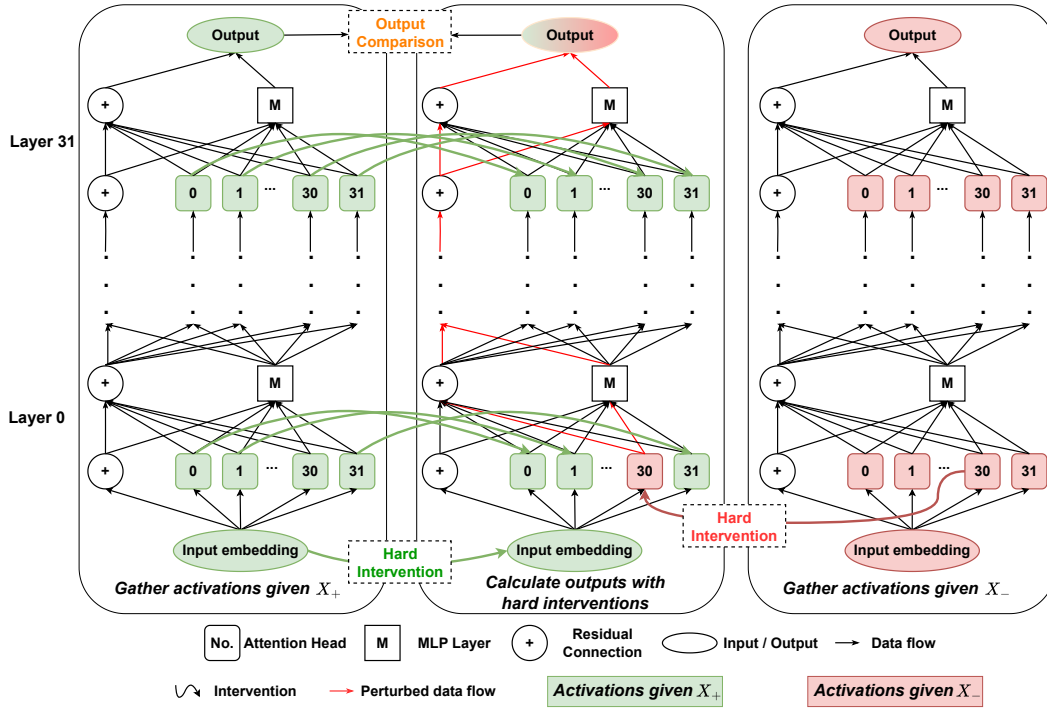 Output
Output
Comparison
Output
Output
Layer 31
+
M
+
M
+
M
+
0
1
...
30
31
+
0
1
...
30
31
+
0
1
...
30
31
+
M
+
M
+
M
Layer 0
+
0
1
...
30
31
+
0
1
...
30
31
+
0
1
...
30
31
Hard
Intervention
Input embedding
Hard
Intervention
Input embedding
Input embedding
Gather activations given X₊
Calculate outputs with
hard interventions
Gather activations given X₋
No.
Attention Head
M
MLP Layer
+
Residual
Connection
Input / Output
Data flow
Intervention
Perturbed data flow
Activations given X₊
Activations given X₋